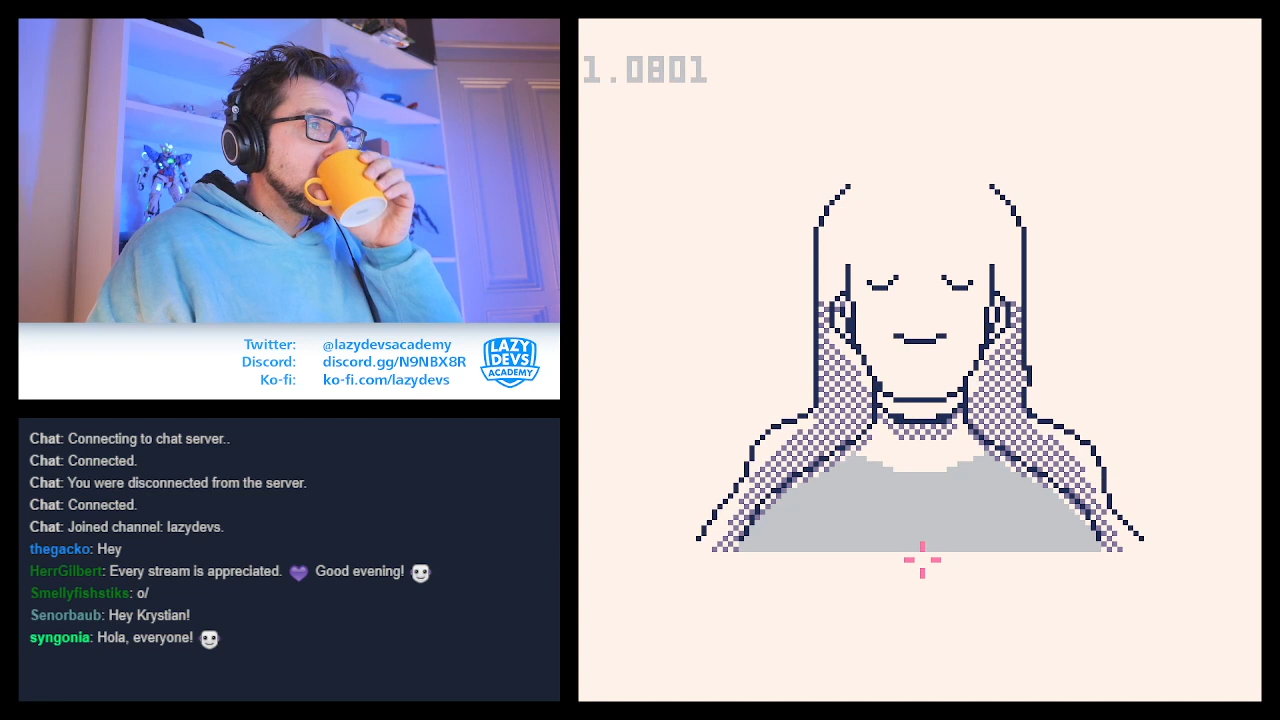 1.0801
Twitter: @lazydevsacademy
Discord: discord.gg/N9NBX8R
Ko-fi: ko-fi.com/lazydevs
LAZY
DEVS
ACADEMY
Chat: Connecting to chat server..
Chat: Connected.
Chat: You were disconnected from the server.
Chat: Connected.
Chat: Joined channel: lazydevs.
thegacko: Hey
HerrGilbert: Every stream is appreciated. Good evening!
Smellyfishstiks: o/
Senorbaub: Hey Krystian!
syngonia: Hola, everyone!